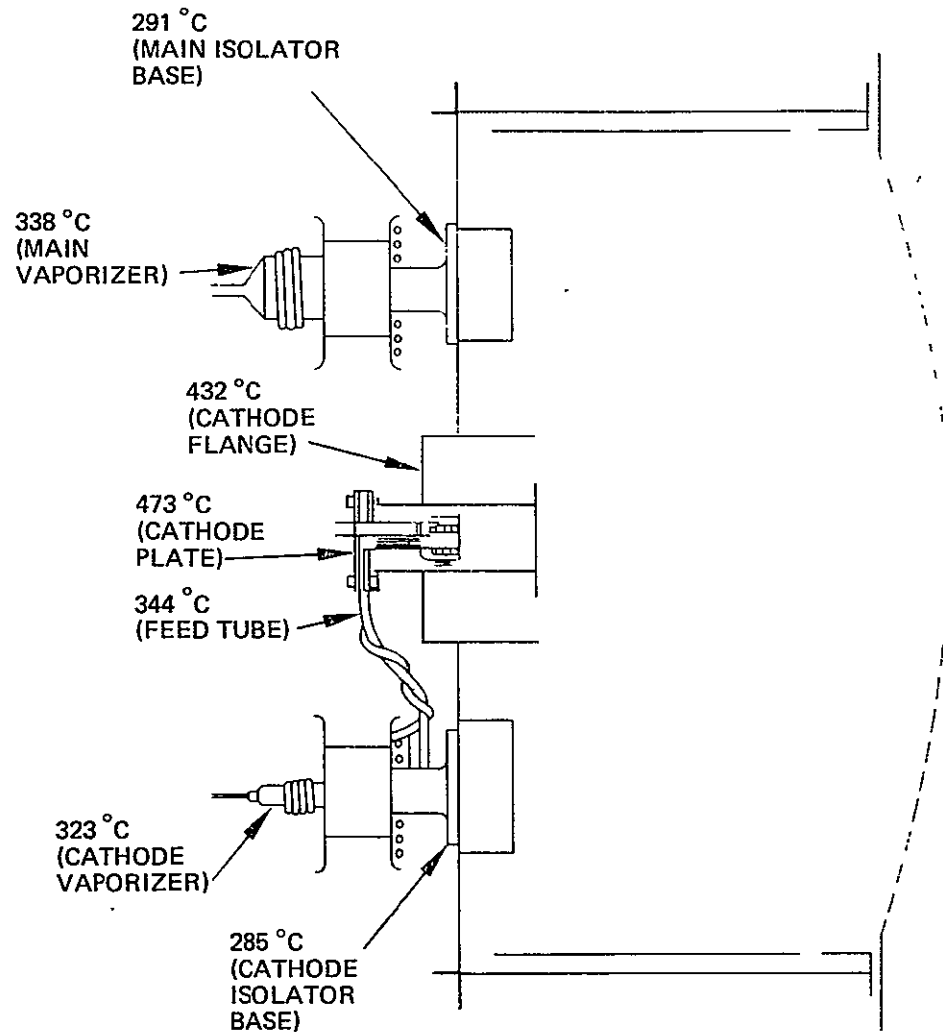 291 °C
(MAIN ISOLATOR
BASE)
338 °C
(MAIN
VAPORIZER)
432 °C
(CATHODE
FLANGE)
473 °C
(CATHODE
PLATE)
344 °C
(FEED TUBE)
323 °C
(CATHODE
VAPORIZER)
285 °C
(CATHODE
ISOLATOR
BASE)